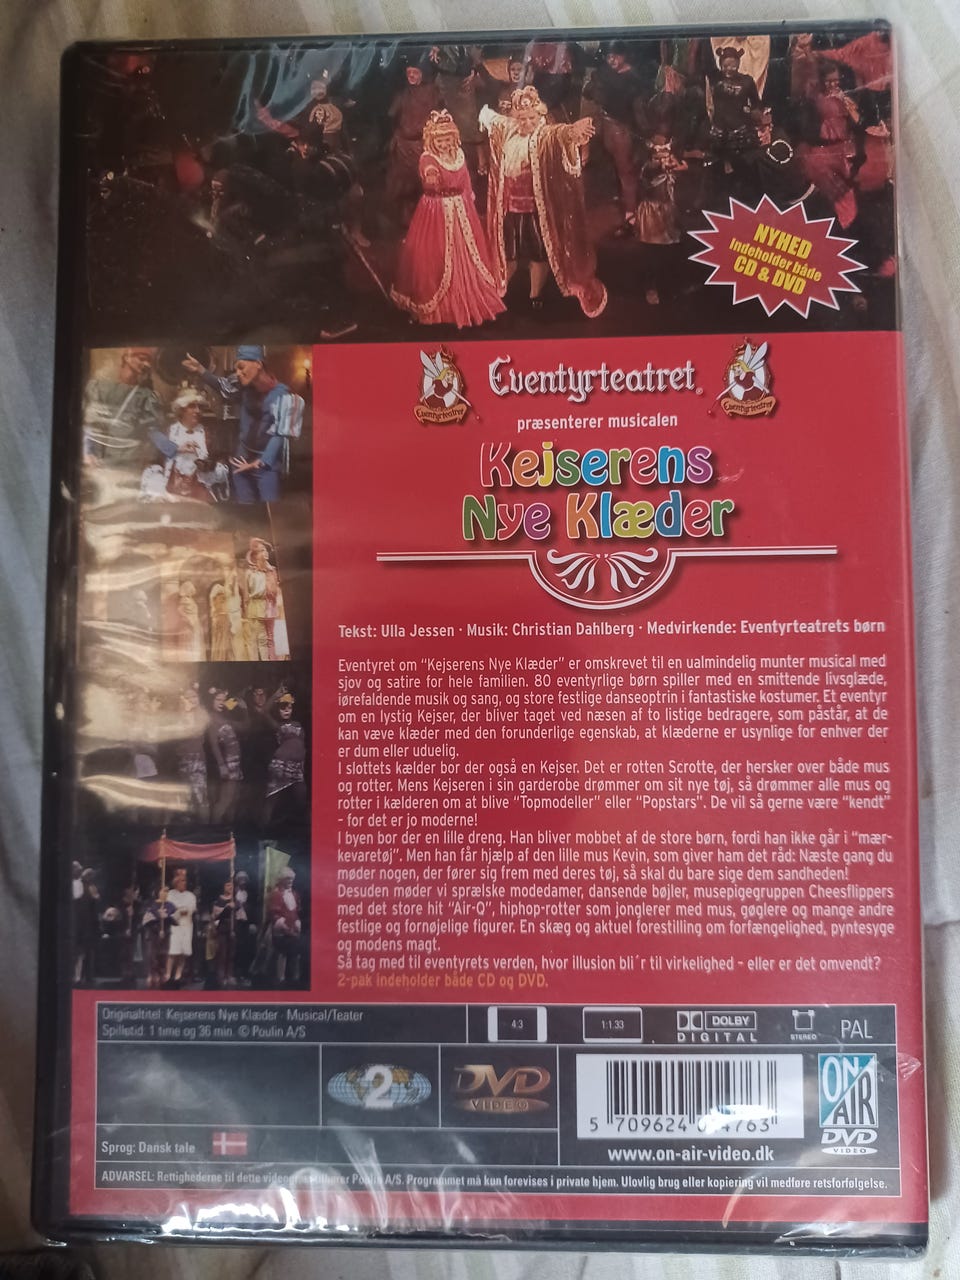 NYHED
Indeholder både
CD & DVD
Eventyrteatret
Eventyrteatret®
Eventyrteatret
præsenterer musicalen
Kejserens
Nye Klæder
Tekst: Ulla Jessen · Musik: Christian Dahlberg · Medvirkende: Eventyrteatrets børn
Eventyret om "Kejserens Nye Klæder" er omskrevet til en ualmindelig munter musical med
sjov og satire for hele familien. 80 eventyrlige børn spiller med en smittende livsglæde,
iørefaldende musik og sang, og store festlige danseoptrin i fantastiske kostumer. Et eventyr
om en lystig Kejser, der bliver taget ved næsen af to listige bedragere, som påstår, at de
kan væve klæder med den forunderlige egenskab, at klæderne er usynlige for enhver der
er dum eller uduelig.
I slottets kælder bor der også en Kejser. Det er rotten Scrotte, der hersker over både mus
og rotter. Mens Kejseren i sin garderobe drømmer om sit nye tøj, så drømmer alle mus og
rotter i kælderen om at blive "Topmodeller" eller "Popstars". De vil så gerne være "kendt"
- for det er jo moderne!
I byen bor der en lille dreng. Han bliver mobbet af de store børn, fordi han ikke går i "mær-
kevaretøj". Men han får hjælp af den lille mus Kevin, som giver ham det råd: Næste gang du
møder nogen, der fører sig frem med deres tøj, så skal du bare sige dem sandheden!
Desuden møder vi sprælske modedamer, dansende bøjler, musepigegruppen Cheesflippers
med det store hit "Air-Q", hiphop-rotter som jonglerer med mus, gøglere og mange andre
festlige og fornøjelige figurer. En skæg og aktuel forestilling om forfængelighed, pyntesyge
og modens magt.
Så tag med til eventyrets verden, hvor illusion bli´r til virkelighed - eller er det omvendt?
2-pak indeholder både CD og DVD.
Originaltitel: Kejserens Nye Klæder · Musical/Teater
Spilletid: 1 time og 36 min. © Poulin A/S
4:3
1:1.33
DOLBY
DIGITAL
STEREO
PAL
2
DVD
VIDEO
5 709624 4763
ON
AIR
DVD
VIDEO
www.on-air-video.dk
Sprog: Dansk tale
ADVARSEL: Rettighederne til dette Poulin A/S. Programmet må kun forevises i private hjem. Ulovlig brug eller kopiering vil medføre retsforfølgelse.